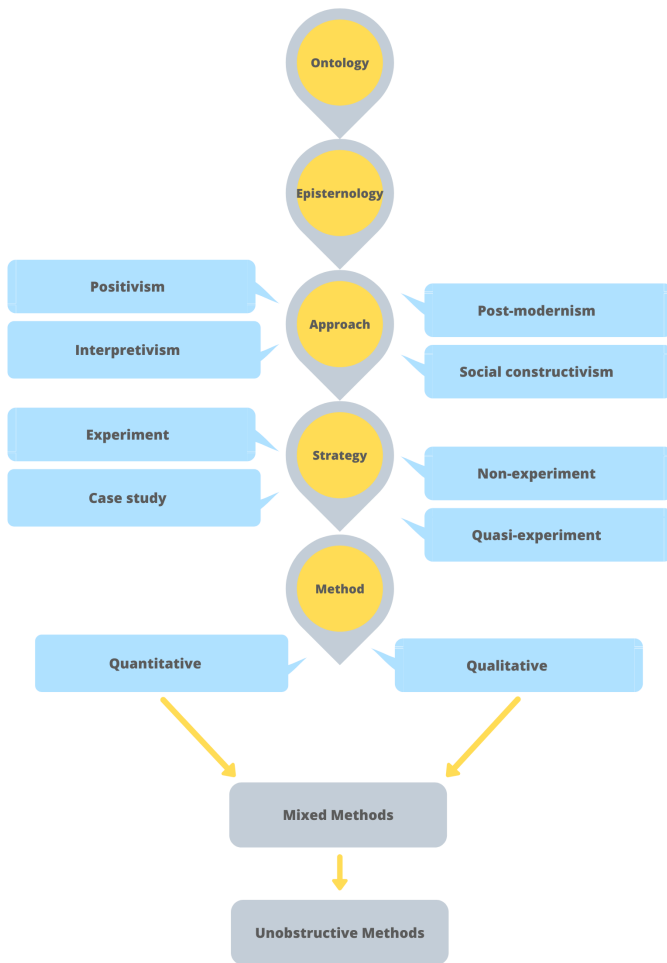 Ontology
Episternology
Positivism
Approach
Post-modernism
Interpretivism
Social constructivism
Experiment
Strategy
Non-experiment
Case study
Quasi-experiment
Method
Quantitative
Qualitative
Mixed Methods
Unobstructive Methods